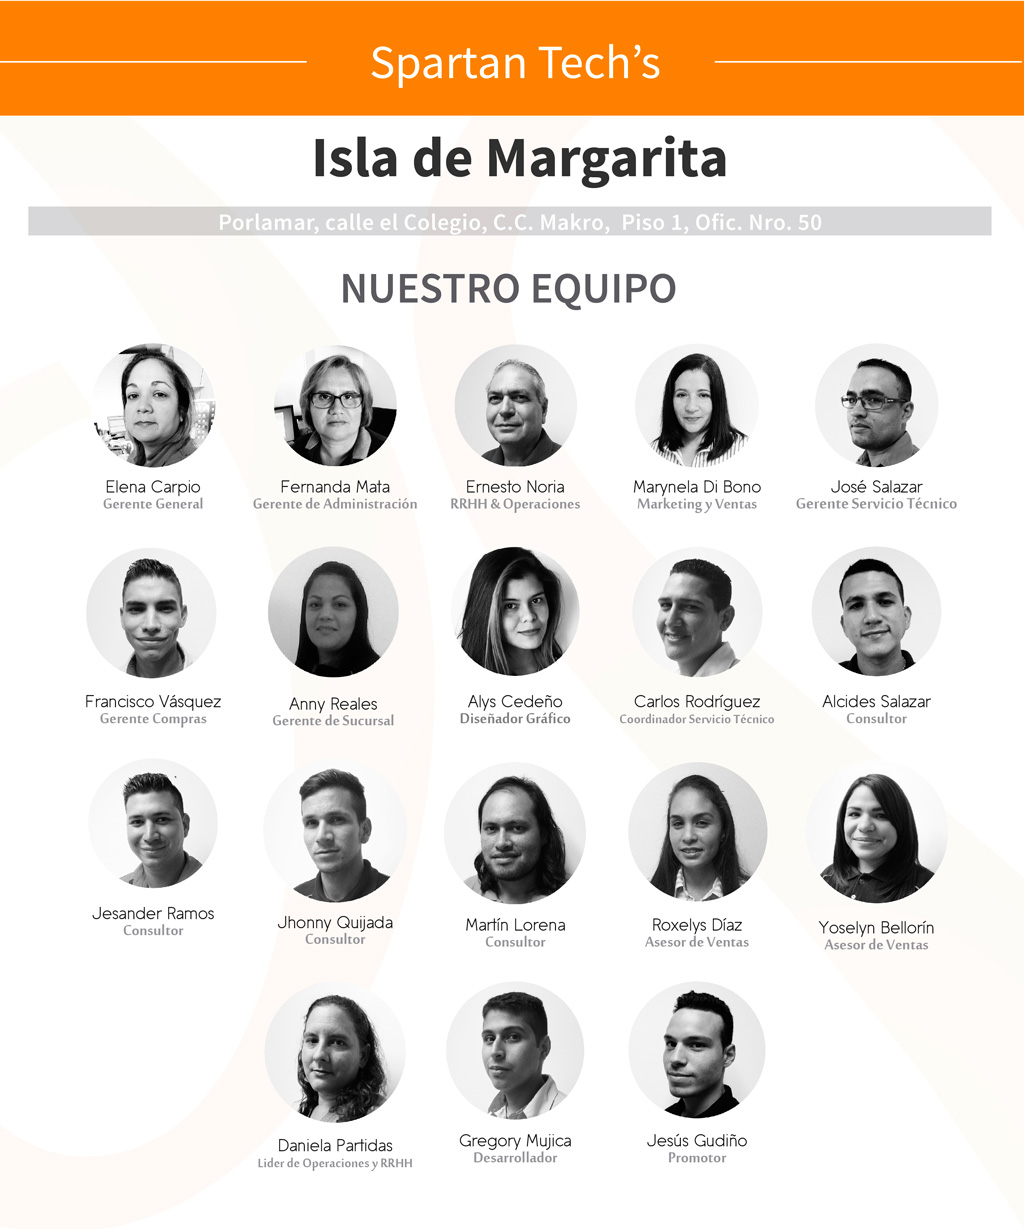 Spartan Tech’s
Isla de Margarita
Porlamar, calle el Colegio, C.C. Makro, Piso 1, Ofic. Nro. 50
NUESTRO EQUIPO
Elena Carpio
Gerente General
Fernanda Mata
Gerente de Administración
Ernesto Noria
RRHH & Operaciones
Marynela Di Bono
Marketing y Ventas
José Salazar
Gerente Servicio Técnico
Francisco Vásquez
Gerente Compras
Anny Reales
Gerente de Sucursal
Alys Cedeño
Diseñador Gráfico
Carlos Rodríguez
Coordinador Servicio Técnico
Alcides Salazar
Consultor
Jesander Ramos
Consultor
Jhonny Quijada
Consultor
Martín Lorena
Consultor
Roxelys Díaz
Asesor de Ventas
Yoselyn Bellorín
Asesor de Ventas
Daniela Partidas
Lider de Operaciones y RRHH
Gregory Mujica
Desarrollador
Jesús Gudiño
Promotor